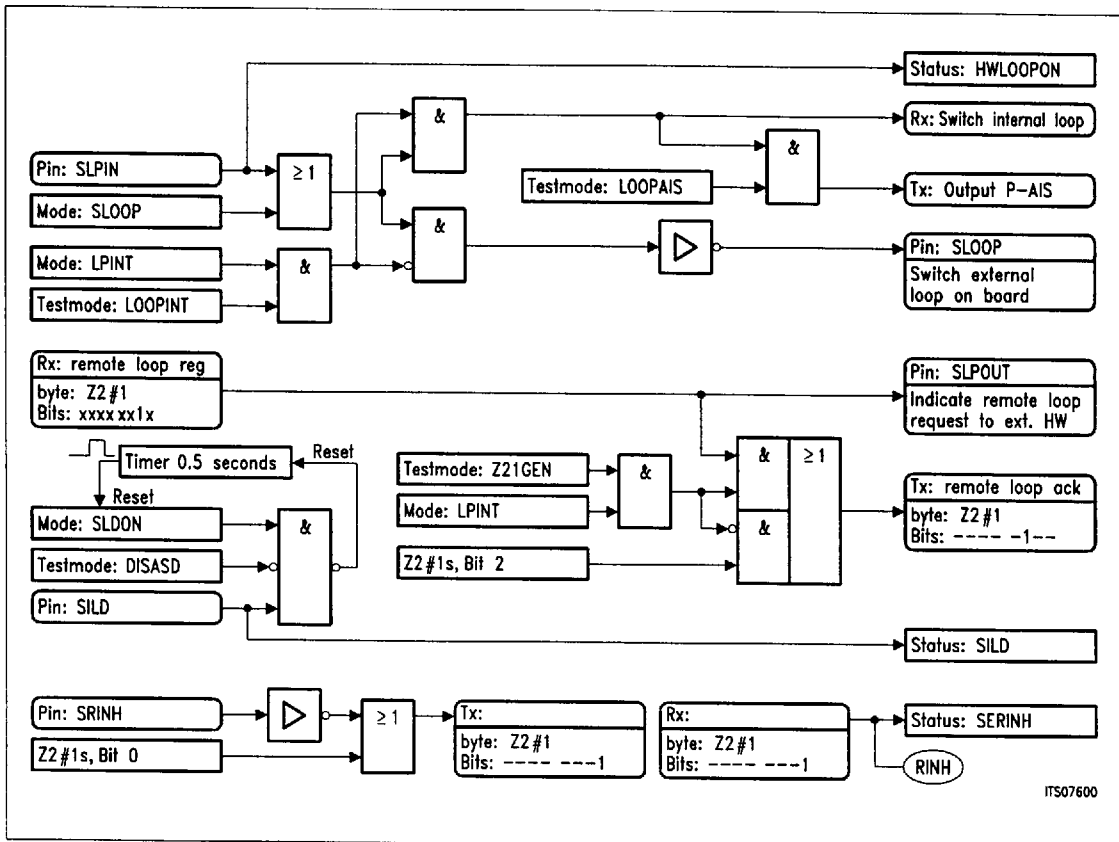 Status: HWLOOPON
&
Rx: Switch internal loop
Pin: SLPIN
≥1
&
Testmode: LOOPAIS
Tx: Output P-AIS
Mode: SLOOP
&
Mode: LPINT
&
Pin: SLOOP
Switch external
loop on board
Testmode: LOOPINT
Rx: remote loop reg
byte: Z2#1
Bits: xxxx xx1x
Pin: SLPOUT
Indicate remote loop
request to ext. HW
Timer 0.5 seconds
Reset
Reset
Testmode: Z21GEN
&
& ≥1
Mode: LPINT
&
Tx: remote loop ack
byte: Z2#1
Bits: ---- -1--
Mode: SLDON
&
Testmode: DISASD
Z2#1s, Bit 2
Pin: SILD
Status: SILD
Pin: SRINH
≥1
Z2#1s, Bit 0
Tx:
byte: Z2#1
Bits: ---- ---1
Rx:
byte: Z2#1
Bits: ---- ---1
Status: SERINH
RINH
ITS07600